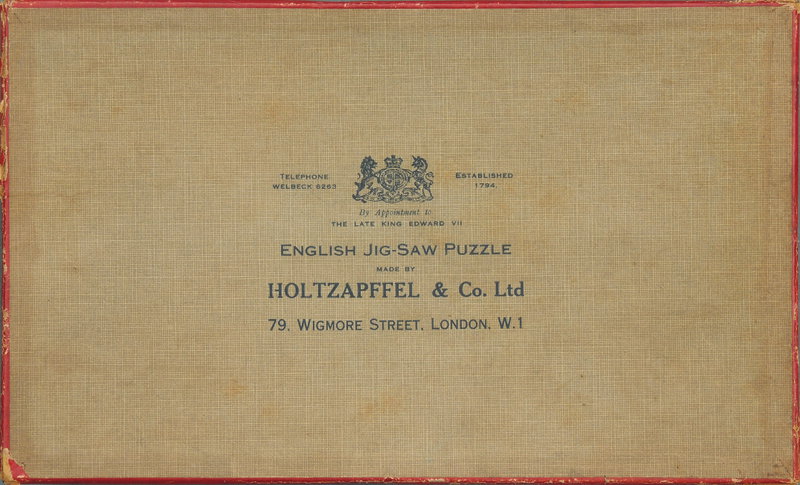 TELEPHONE
WELBECK 6263
ESTABLISHED
1794.
By Appointment to
THE LATE KING EDWARD VII
ENGLISH JIG-SAW PUZZLE
MADE BY
HOLTZAPFFEL & Co. Ltd
79, WIGMORE STREET, LONDON, W.1